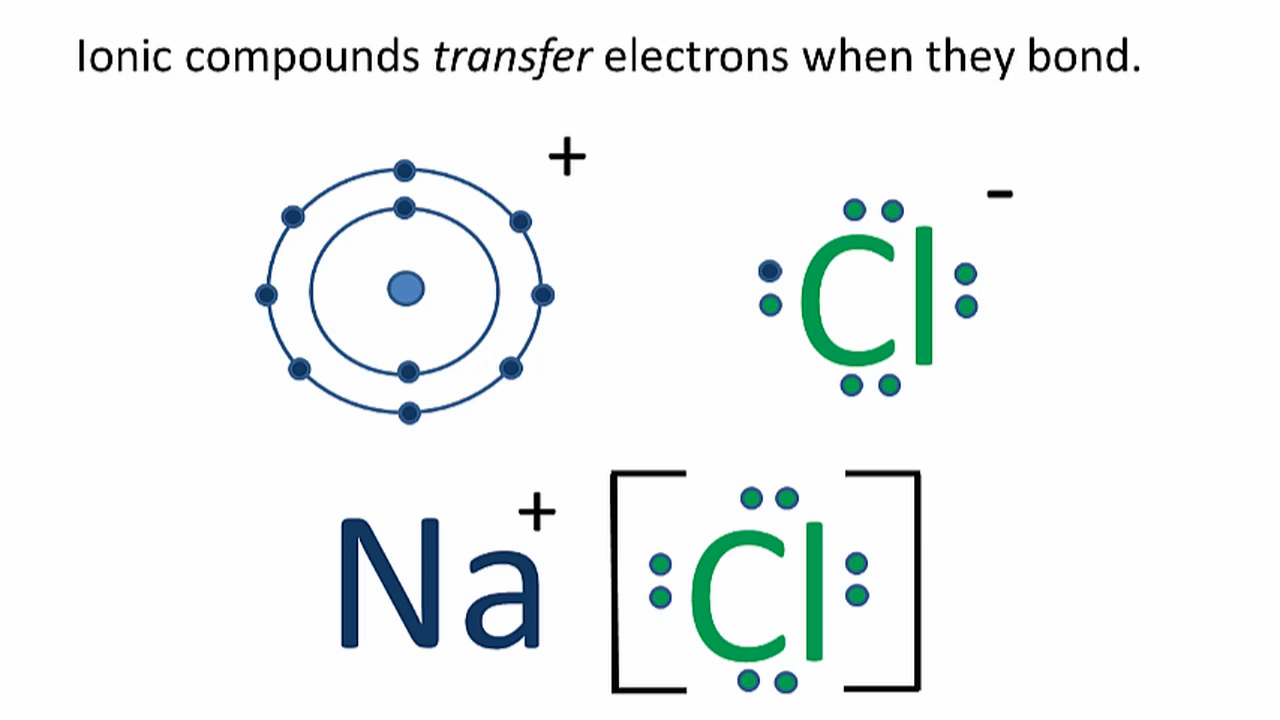 Ionic compounds transfer electrons when they bond.
+
-
Cl
Na+ [Cl]